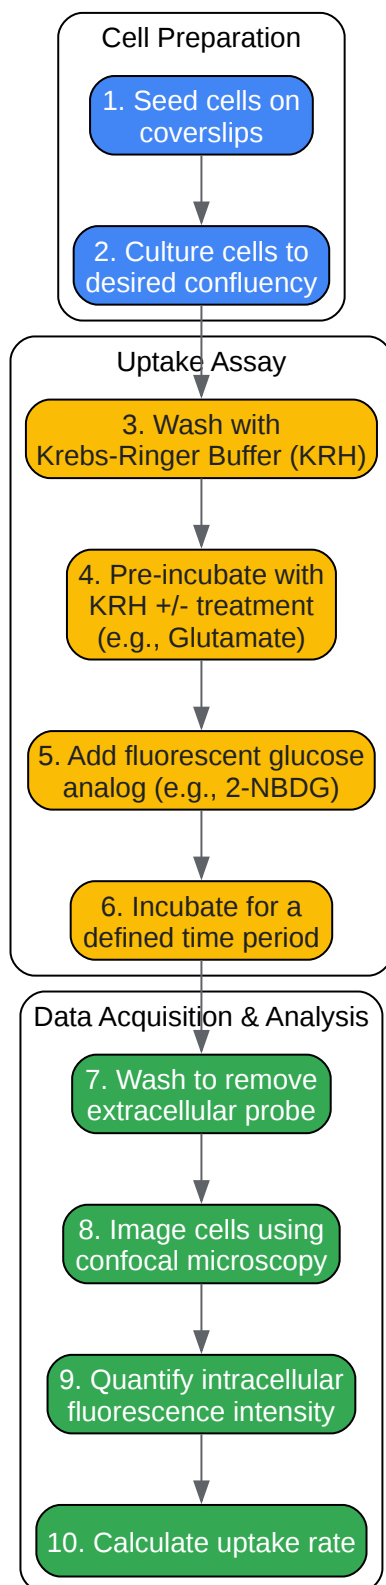 Cell Preparation
1. Seed cells on
coverslips
2. Culture cells to
desired confluency
Uptake Assay
3. Wash with
Krebs-Ringer Buffer (KRH)
4. Pre-incubate with
KRH +/- treatment
(e.g., Glutamate)
5. Add fluorescent glucose
analog (e.g., 2-NBDG)
6. Incubate for a
defined time period
Data Acquisition & Analysis
7. Wash to remove
extracellular probe
8. Image cells using
confocal microscopy
9. Quantify intracellular
fluorescence intensity
10. Calculate uptake rate